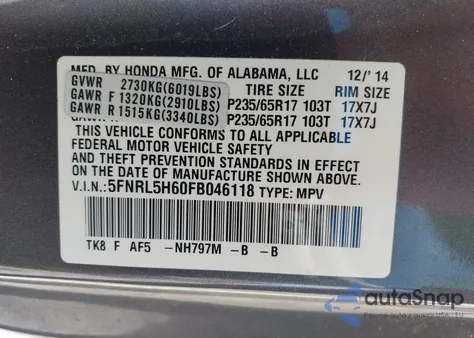 MFD. BY HONDA MFG. OF ALABAMA, LLC 12/'14
GVWR 2730KG(6019LBS) TIRE SIZE RIM SIZE
GAWR F 1320KG(2910LBS) P235/65R17 103T 17X7J
GAWR R 1515KG(3340LBS) P235/65R17 103T 17X7J
THIS VEHICLE CONFORMS TO ALL APPLICABLE
FEDERAL MOTOR VEHICLE SAFETY
AND THEFT PREVENTION STANDARDS IN EFFECT
ON THE DATE OF MANUFACTURE SHOWN ABOVE.
V.I.N.:5FNRL5H60FB046118 TYPE: MPV
TK8 F AF5 -NH797M -B -B
autoSnap